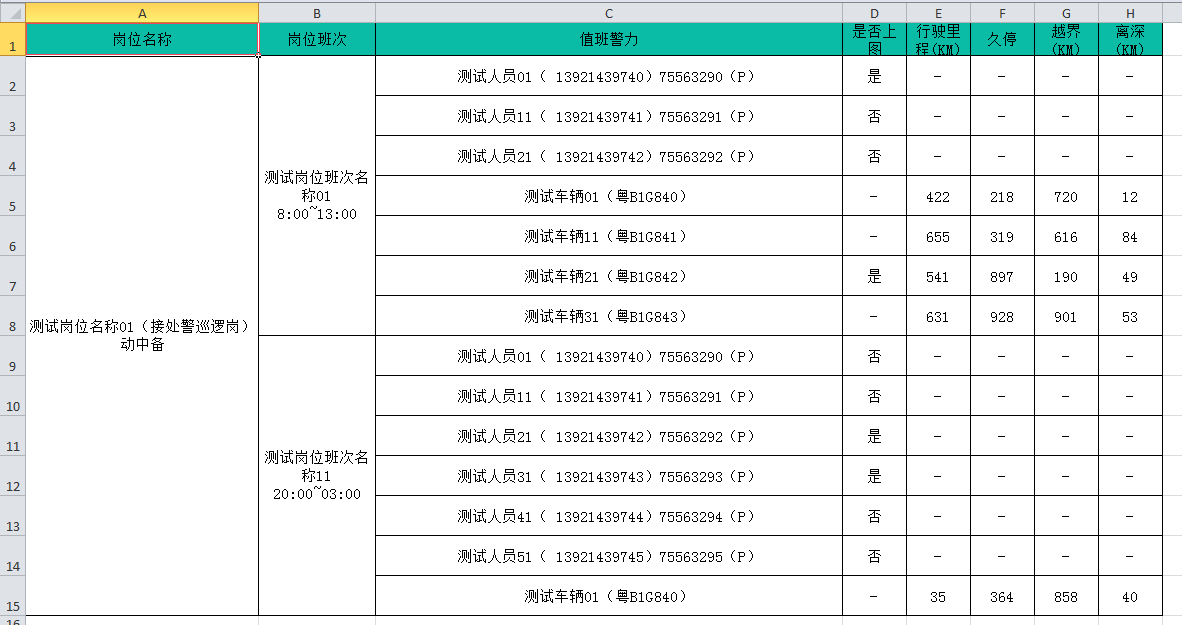 A B C D E F G H
1 岗位名称 岗位班次 值班警力 是否上图 行驶里程(KM) 久停 越界(KM) 离深(KM)
2 测试人员01（ 13921439740）75563290（P） 是 - - - -
3 测试人员11（ 13921439741）75563291（P） 否 - - - -
4 测试人员21（ 13921439742）75563292（P） 否 - - - -
测试岗位班次名
称01
8:00~13:00
5 测试车辆01（粤B1G840） - 422 218 720 12
6 测试车辆11（粤B1G841） - 655 319 616 84
7 测试车辆21（粤B1G842） 是 541 897 190 49
8 测试车辆31（粤B1G843） - 631 928 901 53
测试岗位名称01（接处警巡逻岗）
动中备
9 测试人员01（ 13921439740）75563290（P） 否 - - - -
10 测试人员11（ 13921439741）75563291（P） 否 - - - -
11 测试人员21（ 13921439742）75563292（P） 是 - - - -
测试岗位班次名
称11
20:00~03:00
12 测试人员31（ 13921439743）75563293（P） 是 - - - -
13 测试人员41（ 13921439744）75563294（P） 否 - - - -
14 测试人员51（ 13921439745）75563295（P） 否 - - - -
15 测试车辆01（粤B1G840） - 35 364 858 40
16